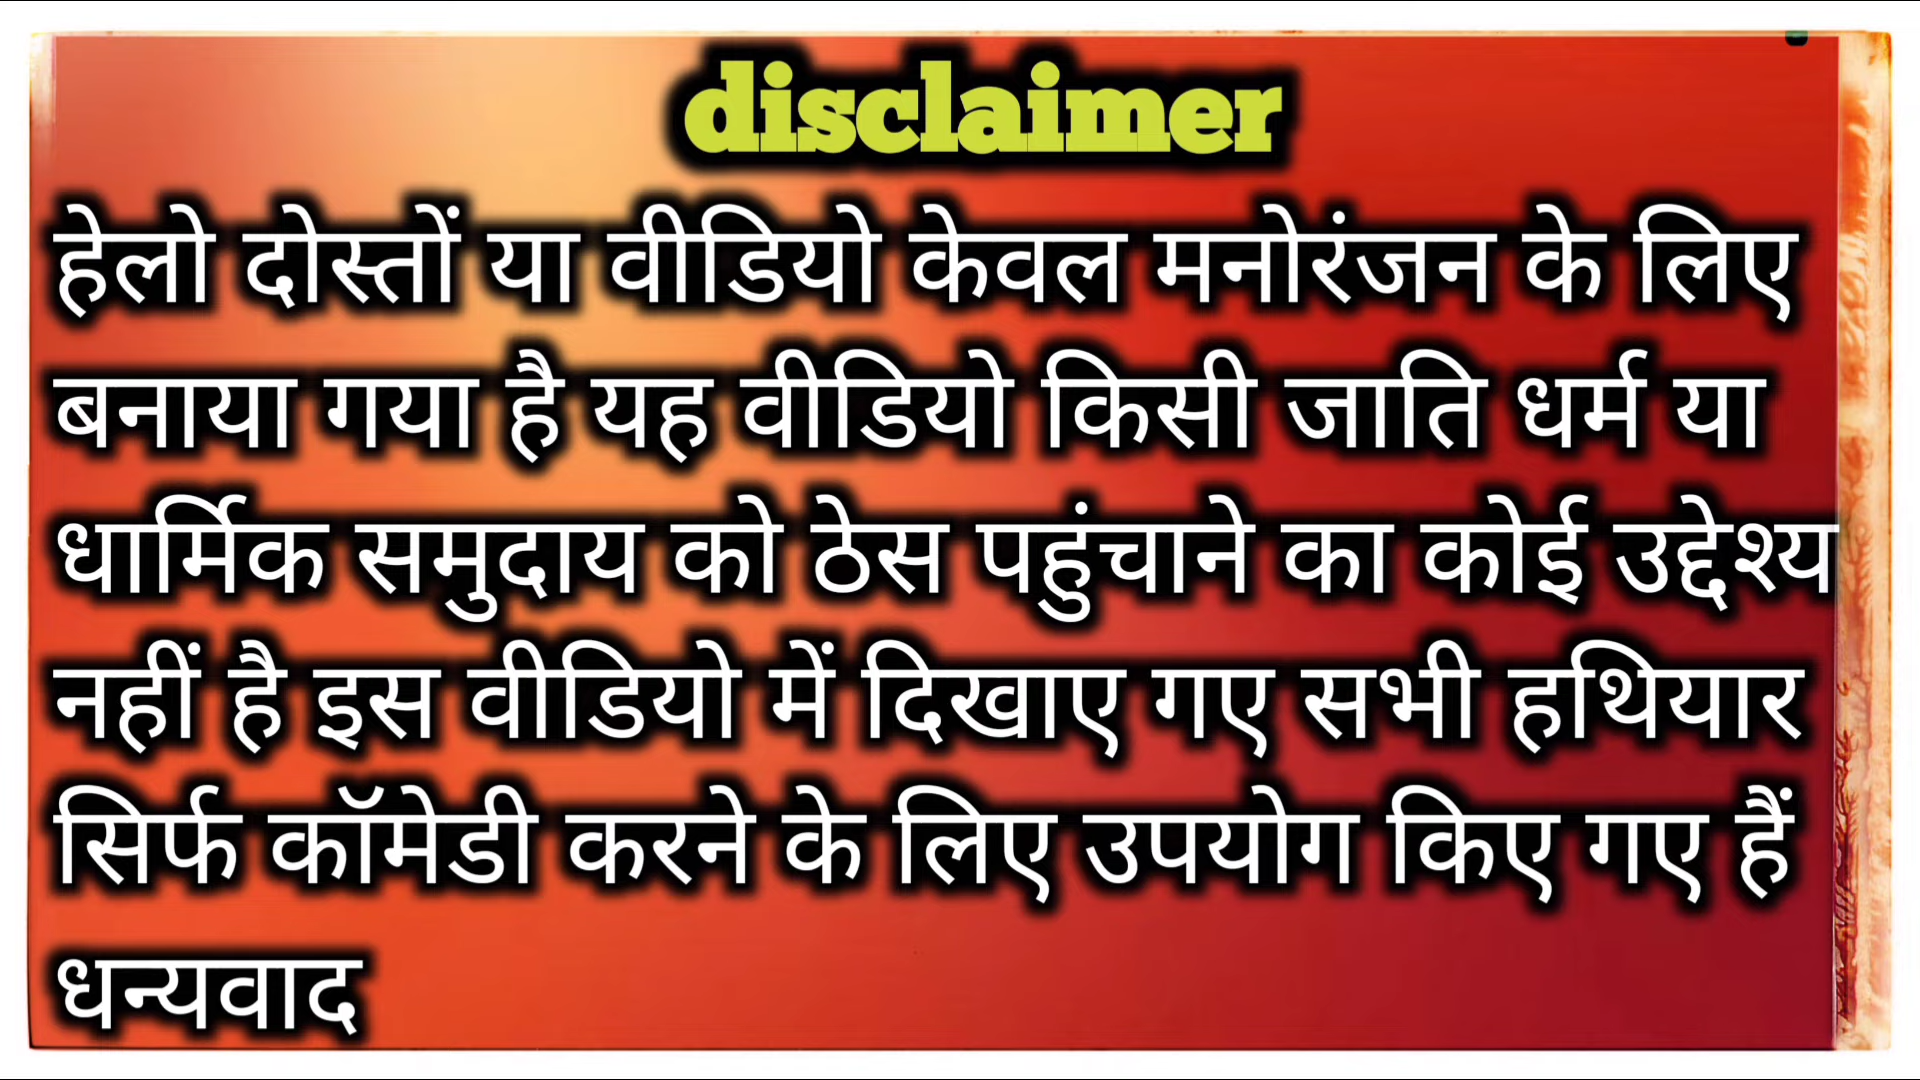 disclaimer
हेलो दोस्तों या वीडियो केवल मनोरंजन के लिए
बनाया गया है यह वीडियो किसी जाति धर्म या
धार्मिक समुदाय को ठेस पहुंचाने का कोई उद्देश्य
नहीं है इस वीडियो में दिखाए गए सभी हथियार
सिर्फ कॉमेडी करने के लिए उपयोग किए गए हैं
धन्यवाद